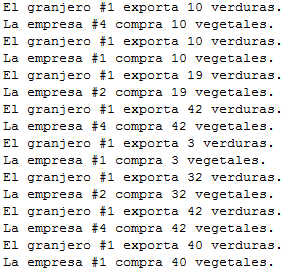 El granjero #1 exporta 10 verduras.
La empresa #4 compra 10 vegetales.
El granjero #1 exporta 10 verduras.
La empresa #1 compra 10 vegetales.
El granjero #1 exporta 19 verduras.
La empresa #2 compra 19 vegetales.
El granjero #1 exporta 42 verduras.
La empresa #4 compra 42 vegetales.
El granjero #1 exporta 3 verduras.
La empresa #1 compra 3 vegetales.
El granjero #1 exporta 32 verduras.
La empresa #2 compra 32 vegetales.
El granjero #1 exporta 42 verduras.
La empresa #4 compra 42 vegetales.
El granjero #1 exporta 40 verduras.
La empresa #1 compra 40 vegetales.